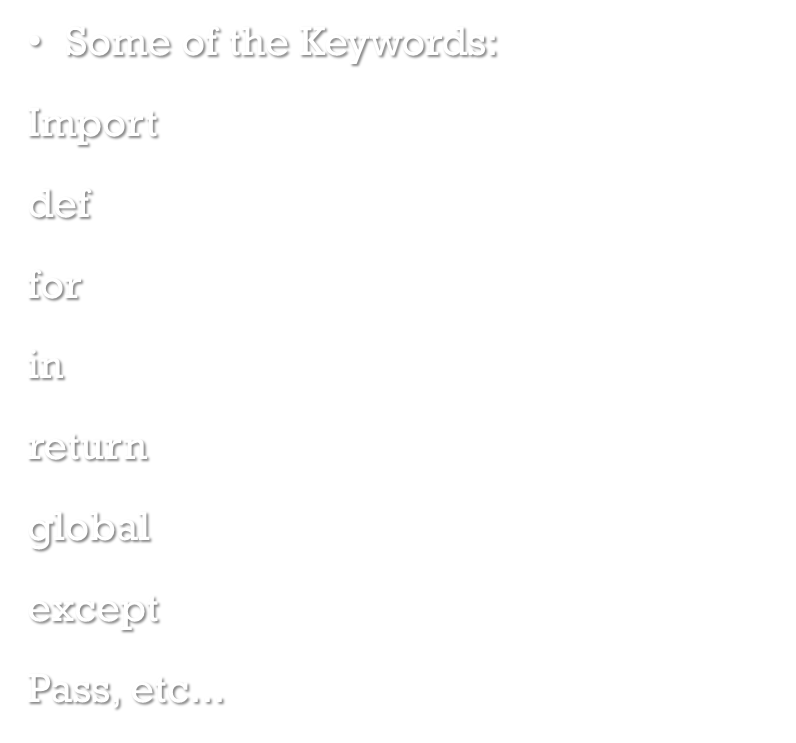 • Some of the Keywords:
Import
def
for
in
return
global
except
Pass, etc...